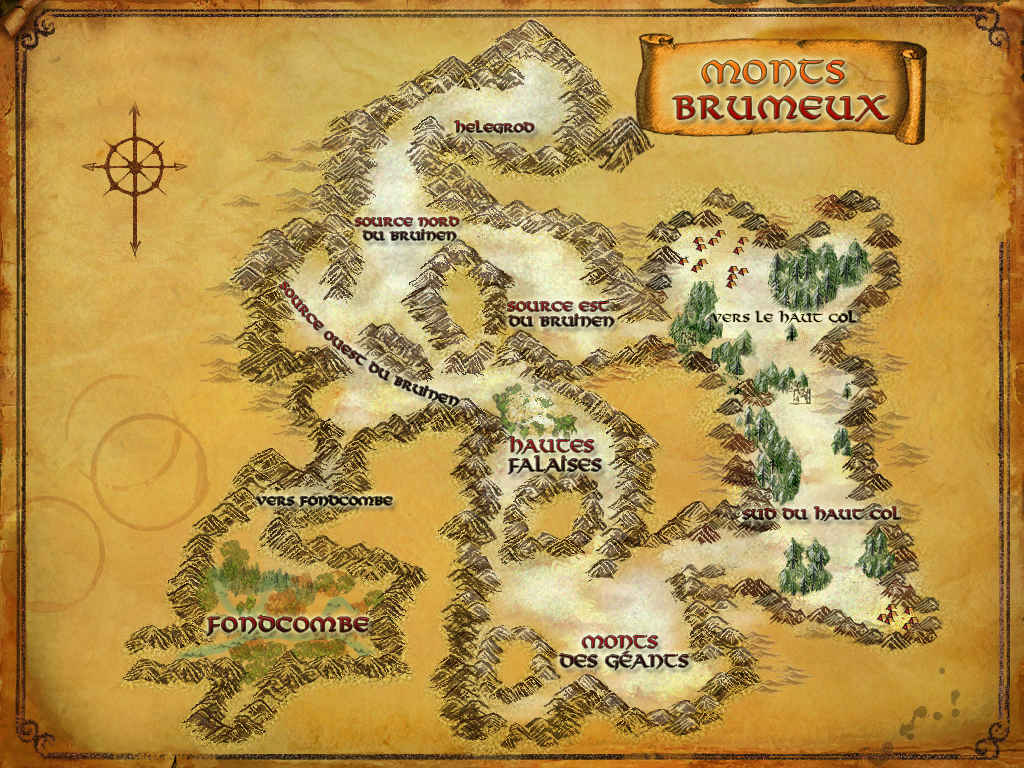 MONTS
BRUMEUX
HELEGROD
SOURCE NORD
DU BRUINEN
SOURCE EST
DU BRUINEN
VERS LE HAUT COL
SOURCE OUEST DU BRUINEN
HAUTES
FALAISES
VERS FONDCOMBE
SUD DU HAUT COL
FONDCOMBE
MONTS
DES GÉANTS